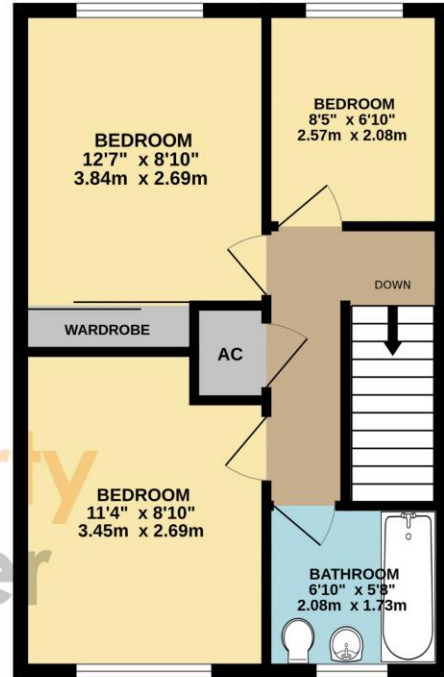 BEDROOM
12'7" x 8'10"
3.84m x 2.69m
BEDROOM
8'5" x 6'10"
2.57m x 2.08m
DOWN
WARDROBE
AC
BEDROOM
11'4" x 8'10"
3.45m x 2.69m
BATHROOM
6'10" x 5'8"
2.08m x 1.73m
rty
er